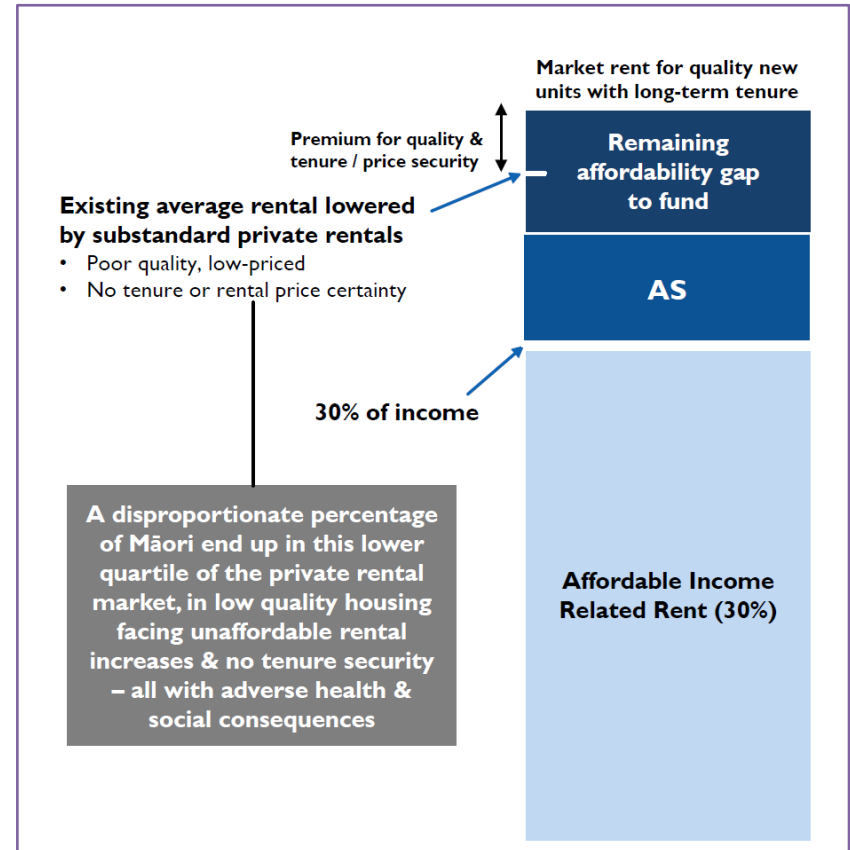 Market rent for quality new
units with long-term tenure
Premium for quality &
tenure / price security
Remaining
affordability gap
to fund
Existing average rental lowered
by substandard private rentals
• Poor quality, low-priced
• No tenure or rental price certainty
AS
30% of income
A disproportionate percentage
of Māori end up in this lower
quartile of the private rental
market, in low quality housing
facing unaffordable rental
increases & no tenure security
– all with adverse health &
social consequences
Affordable Income
Related Rent (30%)